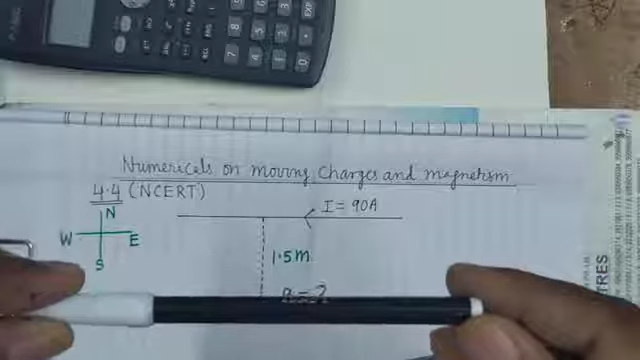 Numericals on moving charges and magnetism
4.4 (NCERT)
I = 90A
N
W E
S
1.5m